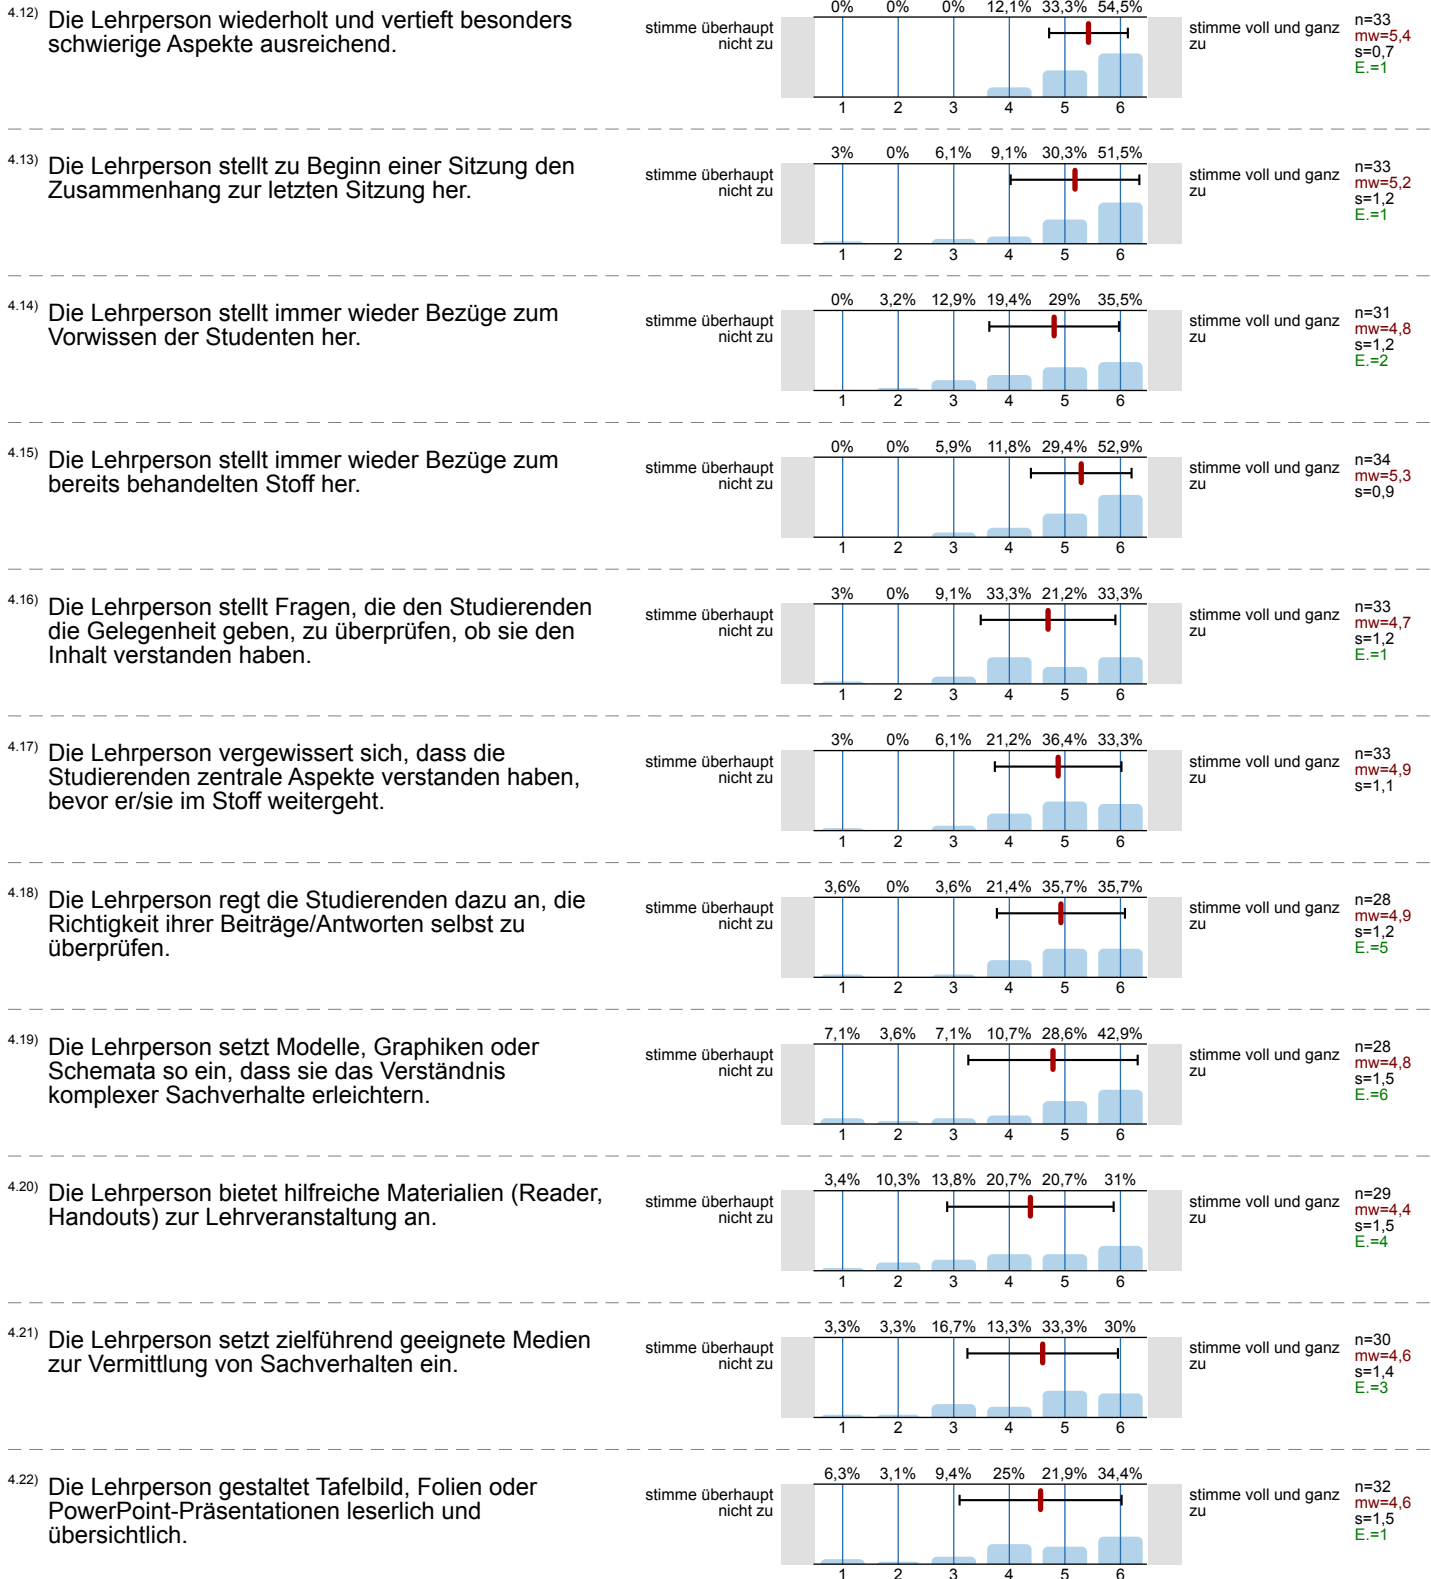 4.12) Die Lehrperson wiederholt und vertieft besonders
schwierige Aspekte ausreichend.
stimme überhaupt
nicht zu
0% 0% 0% 12,1% 33,3% 54,5%
1 2 3 4 5 6
stimme voll und ganz
zu
n=33
mw=5,4
s=0,7
E.=1
4.13) Die Lehrperson stellt zu Beginn einer Sitzung den
Zusammenhang zur letzten Sitzung her.
stimme überhaupt
nicht zu
3% 0% 6,1% 9,1% 30,3% 51,5%
1 2 3 4 5 6
stimme voll und ganz
zu
n=33
mw=5,2
s=1,2
E.=1
4.14) Die Lehrperson stellt immer wieder Bezüge zum
Vorwissen der Studenten her.
stimme überhaupt
nicht zu
0% 3,2% 12,9% 19,4% 29% 35,5%
1 2 3 4 5 6
stimme voll und ganz
zu
n=31
mw=4,8
s=1,2
E.=2
4.15) Die Lehrperson stellt immer wieder Bezüge zum
bereits behandelten Stoff her.
stimme überhaupt
nicht zu
0% 0% 5,9% 11,8% 29,4% 52,9%
1 2 3 4 5 6
stimme voll und ganz
zu
n=34
mw=5,3
s=0,9
4.16) Die Lehrperson stellt Fragen, die den Studierenden
die Gelegenheit geben, zu überprüfen, ob sie den
Inhalt verstanden haben.
stimme überhaupt
nicht zu
3% 0% 9,1% 33,3% 21,2% 33,3%
1 2 3 4 5 6
stimme voll und ganz
zu
n=33
mw=4,7
s=1,2
E.=1
4.17) Die Lehrperson vergewissert sich, dass die
Studierenden zentrale Aspekte verstanden haben,
bevor er/sie im Stoff weitergeht.
stimme überhaupt
nicht zu
3% 0% 6,1% 21,2% 36,4% 33,3%
1 2 3 4 5 6
stimme voll und ganz
zu
n=33
mw=4,9
s=1,1
4.18) Die Lehrperson regt die Studierenden dazu an, die
Richtigkeit ihrer Beiträge/Antworten selbst zu
überprüfen.
stimme überhaupt
nicht zu
3,6% 0% 3,6% 21,4% 35,7% 35,7%
1 2 3 4 5 6
stimme voll und ganz
zu
n=28
mw=4,9
s=1,2
E.=5
4.19) Die Lehrperson setzt Modelle, Graphiken oder
Schemata so ein, dass sie das Verständnis
komplexer Sachverhalte erleichtern.
stimme überhaupt
nicht zu
7,1% 3,6% 7,1% 10,7% 28,6% 42,9%
1 2 3 4 5 6
stimme voll und ganz
zu
n=28
mw=4,8
s=1,5
E.=6
4.20) Die Lehrperson bietet hilfreiche Materialien (Reader,
Handouts) zur Lehrveranstaltung an.
stimme überhaupt
nicht zu
3,4% 10,3% 13,8% 20,7% 20,7% 31%
1 2 3 4 5 6
stimme voll und ganz
zu
n=29
mw=4,4
s=1,5
E.=4
4.21) Die Lehrperson setzt zielführend geeignete Medien
zur Vermittlung von Sachverhalten ein.
stimme überhaupt
nicht zu
3,3% 3,3% 16,7% 13,3% 33,3% 30%
1 2 3 4 5 6
stimme voll und ganz
zu
n=30
mw=4,6
s=1,4
E.=3
4.22) Die Lehrperson gestaltet Tafelbild, Folien oder
PowerPoint-Präsentationen leserlich und
übersichtlich.
stimme überhaupt
nicht zu
6,3% 3,1% 9,4% 25% 21,9% 34,4%
1 2 3 4 5 6
stimme voll und ganz
zu
n=32
mw=4,6
s=1,5
E.=1